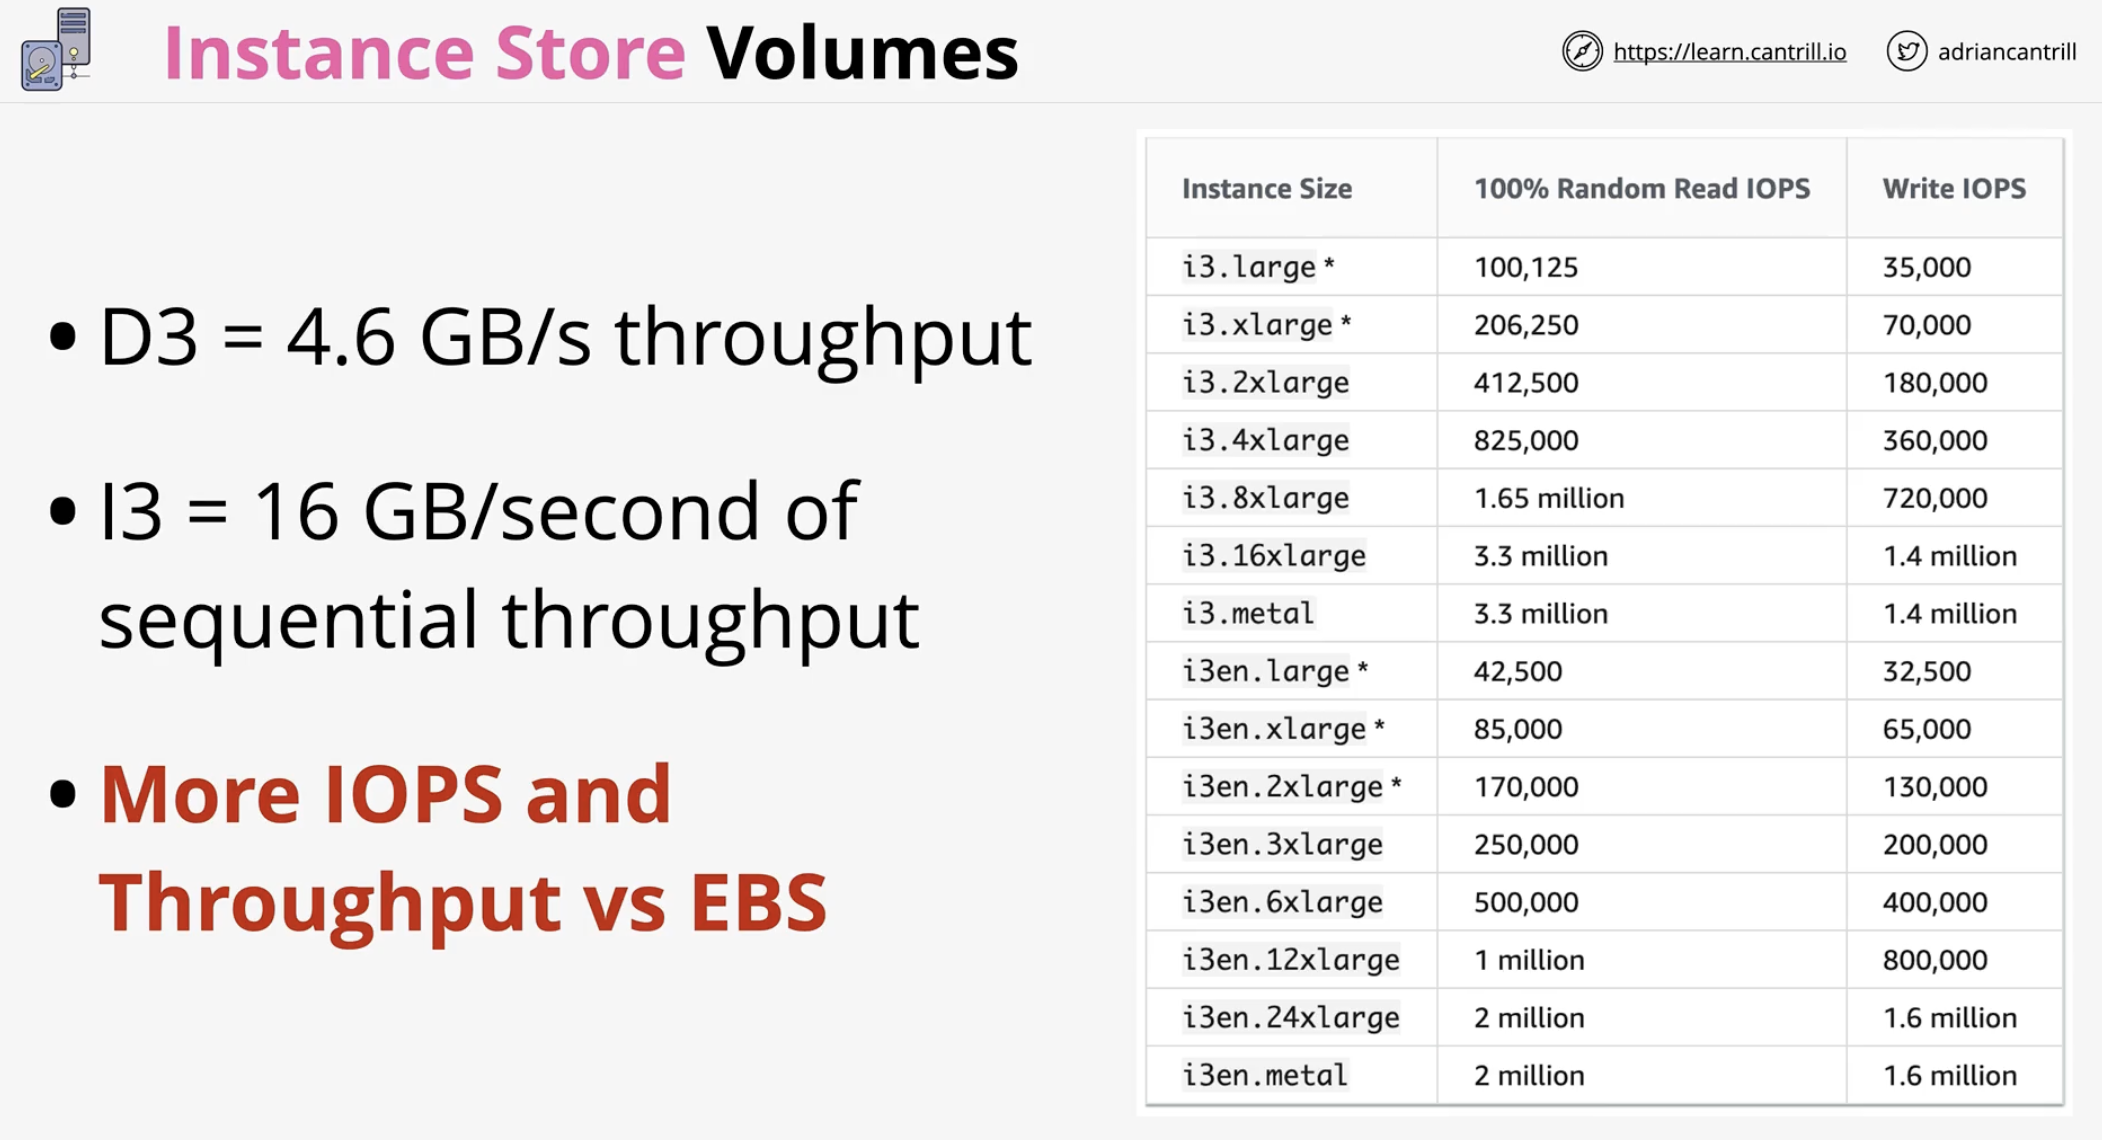 Instance Store Volumes
https://learn.cantrill.io
adriancantrill
• D3 = 4.6 GB/s throughput
• I3 = 16 GB/second of
sequential throughput
• More IOPS and
Throughput vs EBS
Instance Size 100% Random Read IOPS Write IOPS
i3.large * 100,125 35,000
i3.xlarge * 206,250 70,000
i3.2xlarge 412,500 180,000
i3.4xlarge 825,000 360,000
i3.8xlarge 1.65 million 720,000
i3.16xlarge 3.3 million 1.4 million
i3.metal 3.3 million 1.4 million
i3en.large * 42,500 32,500
i3en.xlarge * 85,000 65,000
i3en.2xlarge * 170,000 130,000
i3en.3xlarge 250,000 200,000
i3en.6xlarge 500,000 400,000
i3en.12xlarge 1 million 800,000
i3en.24xlarge 2 million 1.6 million
i3en.metal 2 million 1.6 million